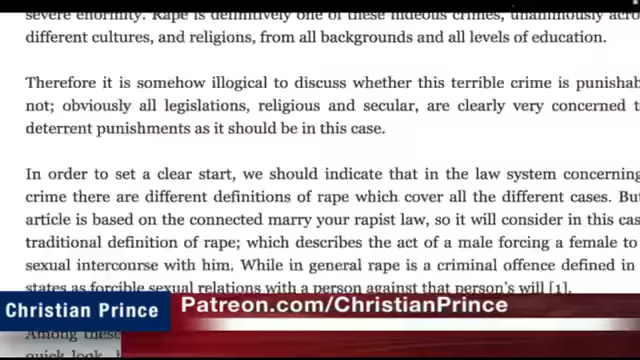 severe enormity. Rape is definitively one of these hideous crimes, unanimously acro
different cultures, and religions, from all backgrounds and all levels of education.
Therefore it is somehow illogical to discuss whether this terrible crime is punishab
not; obviously all legislations, religious and secular, are clearly very concerned t
deterrent punishments as it should be in this case.
In order to set a clear start, we should indicate that in the law system concerning
crime there are different definitions of rape which cover all the different cases. But
article is based on the connected marry your rapist law, so it will consider in this cas
traditional definition of rape; which describes the act of a male forcing a female to
sexual intercourse with him. While in general rape is a criminal offence defined in
states as forcible sexual relations with a person against that person's will [1].
Christian Prince
Patreon.com/ChristianPrince
Among these
quick look